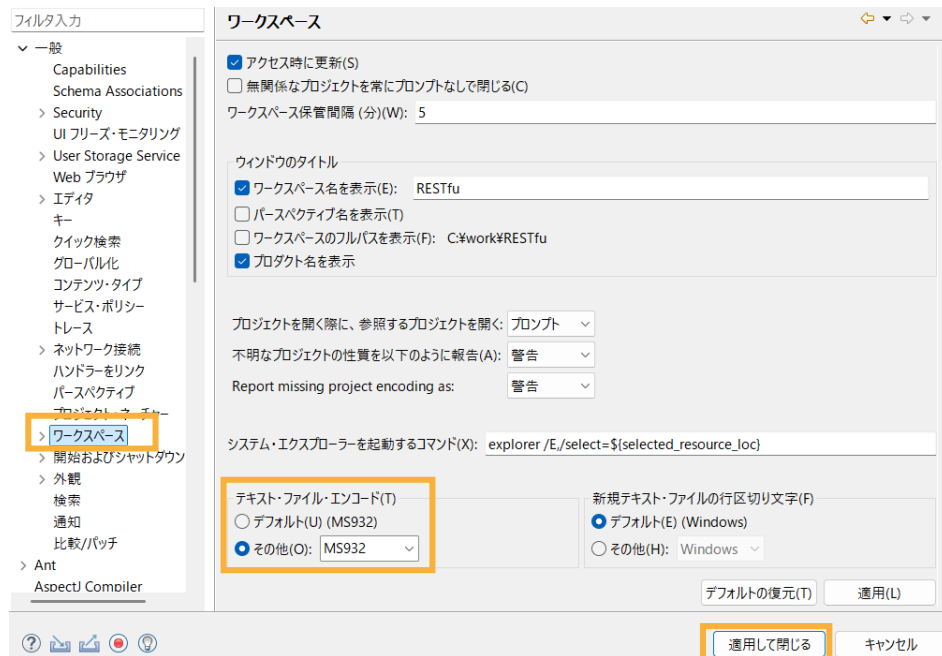 フィルタ入力
一般
Capabilities
Schema Associations
Security
UI フリーズ・モニタリング
User Storage Service
Web ブラウザ
エディタ
キー
クイック検索
グローバル化
コンテンツ・タイプ
サービス・ポリシー
トレース
ネットワーク接続
ハンドラーをリンク
パースペクティブ
プロジェクト・ネーチャー
ワークスペース
開始およびシャットダウン
外観
検索
通知
比較/パッチ
Ant
AspectJ Compiler
ワークスペース
アクセス時に更新(S)
無関係なプロジェクトを常にプロンプトなしで閉じる(C)
ワークスペース保管間隔 (分)(W): 5
ウィンドウのタイトル
ワークスペース名を表示(E): RESTfu
パースペクティブ名を表示(T)
ワークスペースのフルパスを表示(F): C:¥work¥RESTfu
プロダクト名を表示
プロジェクトを開く際に、参照するプロジェクトを開く: プロンプト
不明なプロジェクトの性質を以下のように報告(A): 警告
Report missing project encoding as: 警告
システム・エクスプローラーを起動するコマンド(X): explorer /E,/select=${selected_resource_loc}
テキスト・ファイル・エンコード(T)
デフォルト(U) (MS932)
その他(O): MS932
新規テキスト・ファイルの行区切り文字(F)
デフォルト(E) (Windows)
その他(H): Windows
デフォルトの復元(T) 適用(L)
適用して閉じる キャンセル